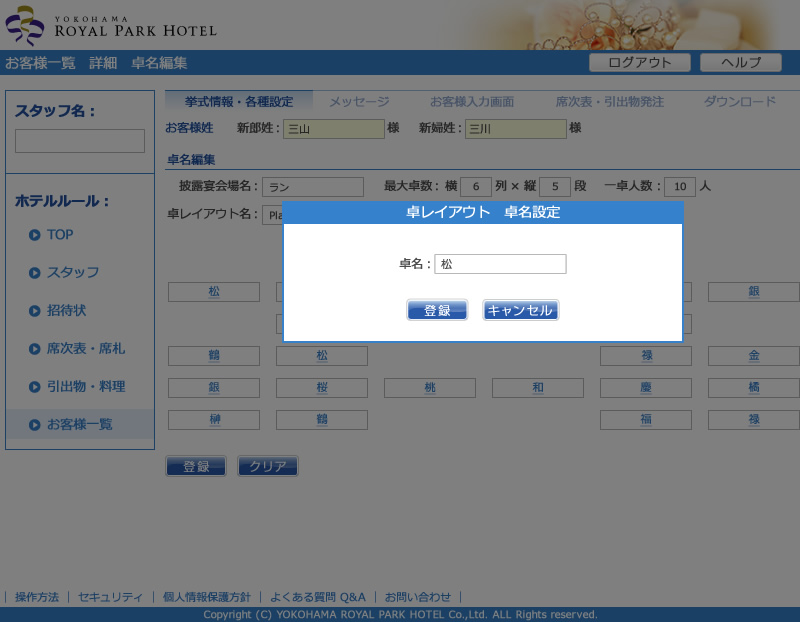 YOKOHAMA
ROYAL PARK HOTEL
お客様一覧　詳細　卓名編集
ログアウト
ヘルプ
スタッフ名：
ホテルルール：
TOP
スタッフ
招待状
席次表・席札
引出物・料理
お客様一覧
挙式情報・各種設定 メッセージ お客様入力画面 席次表・引出物発注 ダウンロード
お客様姓 新郎姓： 三山 様 新婦姓： 三川 様
卓名編集
披露宴会場名： ラン 最大卓数： 横 6 列 × 縦 5 段 一卓人数： 10 人
卓レイアウト名： Pla
卓レイアウト　卓名設定
卓名： 松
登録 キャンセル
松 銀
鶴 松 禄 金
銀 桜 桃 和 慶 橘
榊 鶴 福 禄
登録 クリア
| 操作方法 | セキュリティ | 個人情報保護方針 | よくある質問 Q&A | お問い合わせ |
Copyright (C) YOKOHAMA ROYAL PARK HOTEL Co.,Ltd. ALL Rights reserved.